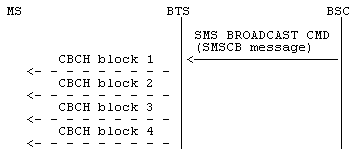 MS BTS BSC
SMS BROADCAST CMD
(SMSCB message)
CBCH block 1
CBCH block 2
CBCH block 3
CBCH block 4